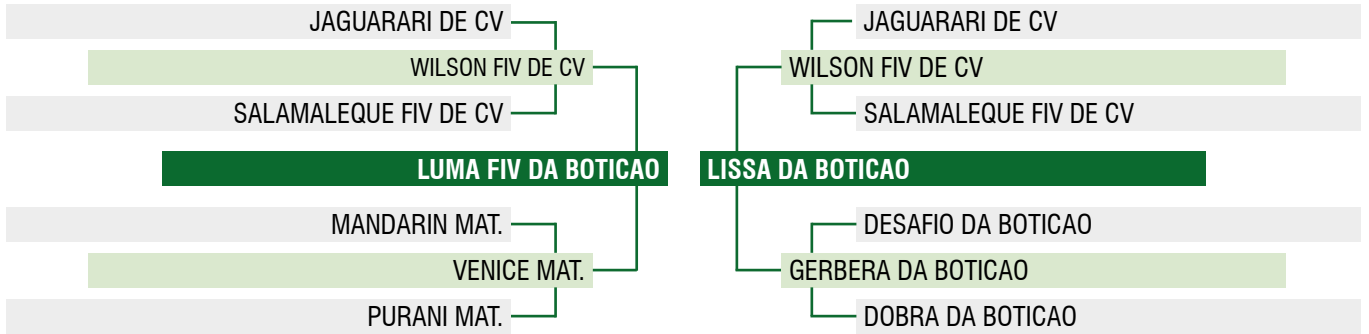 JAGUARARI DE CV
WILSON FIV DE CV
SALAMALEQUE FIV DE CV
LUMA FIV DA BOTICAO
MANDARIN MAT.
VENICE MAT.
PURANI MAT.
JAGUARARI DE CV
WILSON FIV DE CV
SALAMALEQUE FIV DE CV
LISSA DA BOTICAO
DESAFIO DA BOTICAO
GERBERA DA BOTICAO
DOBRA DA BOTICAO